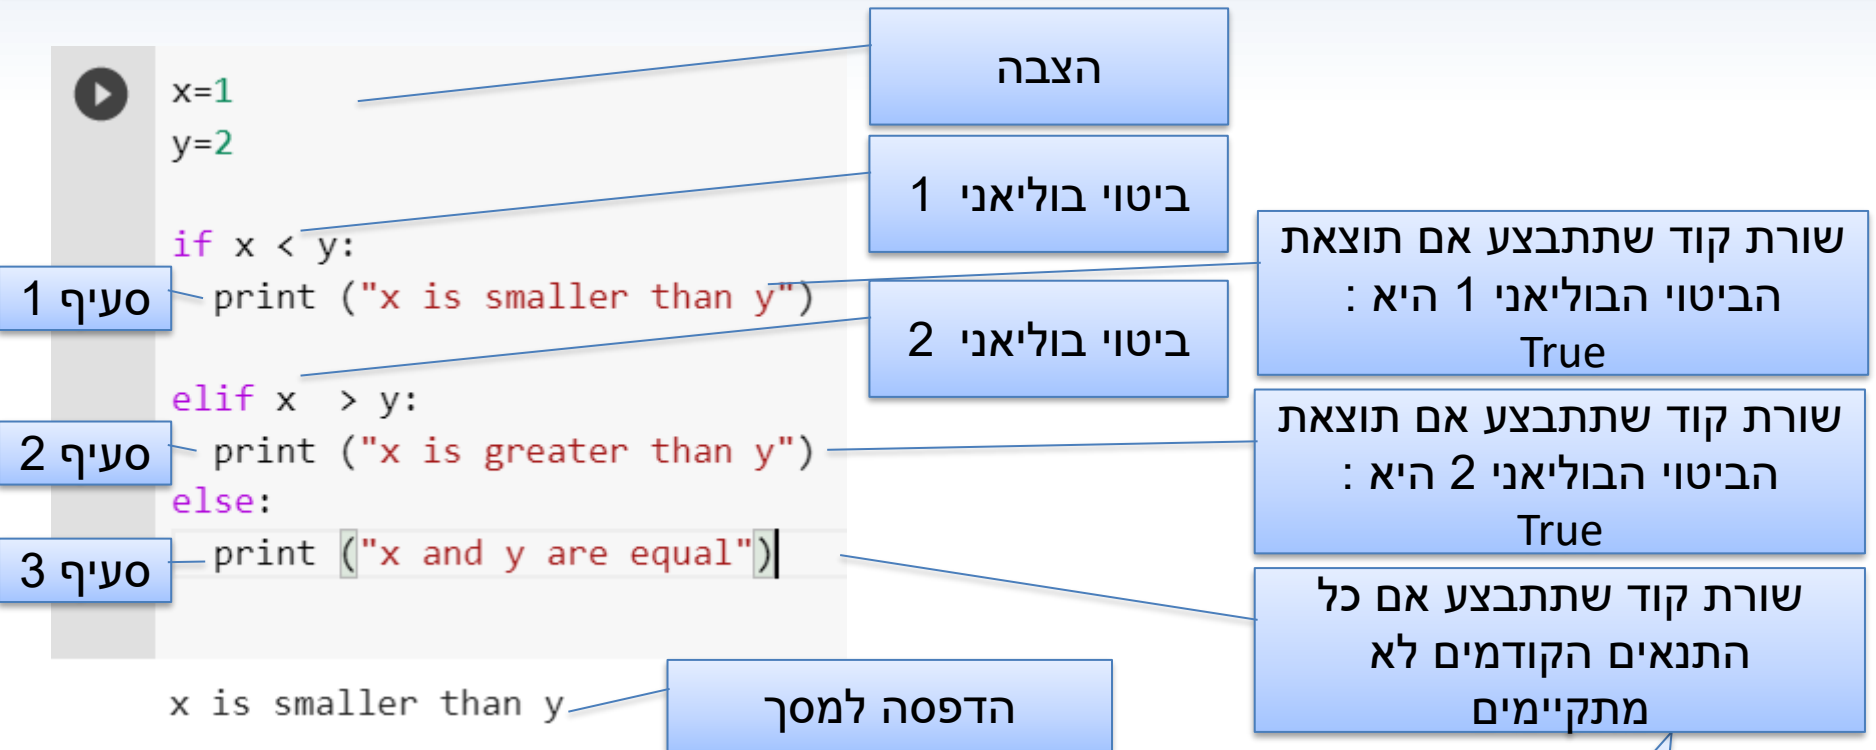 x=1
y=2
if x < y:
print ("x is smaller than y")
elif x  > y:
print ("x is greater than y")
else:
print ("x and y are equal")
x is smaller than y
הצבה
ביטוי בוליאני 1
ביטוי בוליאני 2
סעיף 1
סעיף 2
סעיף 3
שורת קוד שתתבצע אם תוצאת
הביטוי הבוליאני 1 היא :
True
שורת קוד שתתבצע אם תוצאת
הביטוי הבוליאני 2 היא :
True
שורת קוד שתתבצע אם כל
התנאים הקודמים לא
מתקיימים
הדפסה למסך